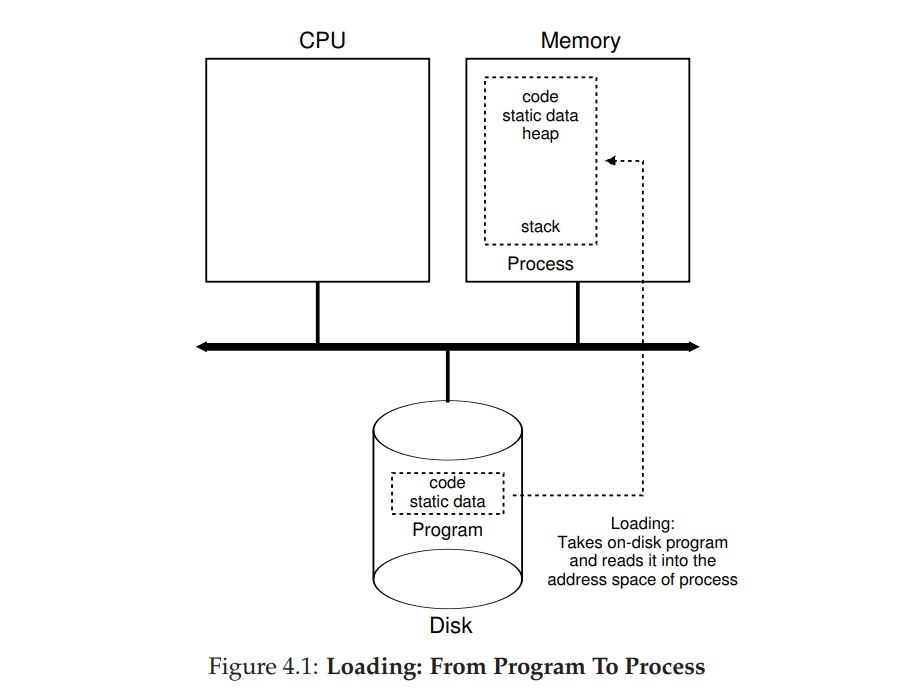 CPU
Memory
code
static data
heap
stack
Process
code
static data
Program
Loading:
Takes on-disk program
and reads it into the
address space of process
Disk
Figure 4.1: Loading: From Program To Process